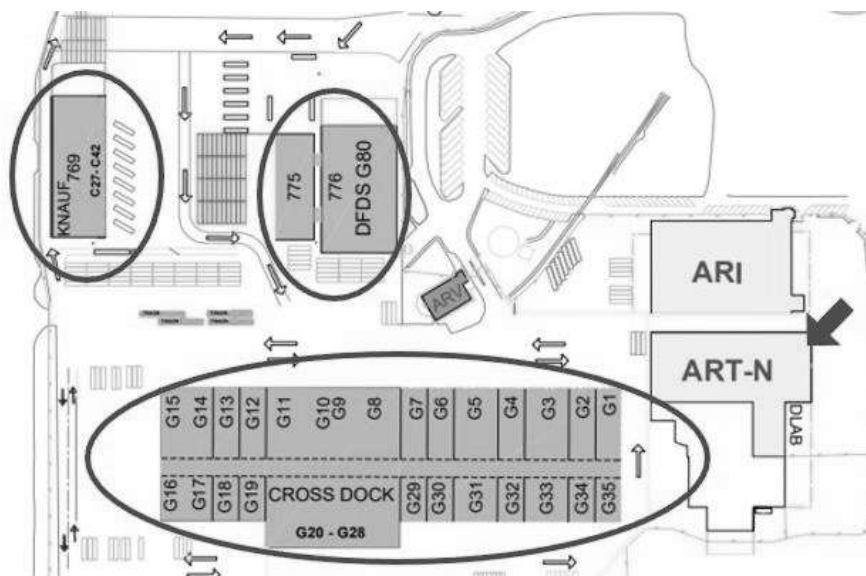 KNAUF 769
C27- C42
775
776
DFDS G80
ARV
ARI
ART-N
DLAB
G15 G14 G13 G12 G11 G10 G9 G8 G7 G6 G5 G4 G3 G2 G1
G16 G17 G18 G19 CROSS DOCK G29 G30 G31 G32 G33 G34 G35
G20 - G28